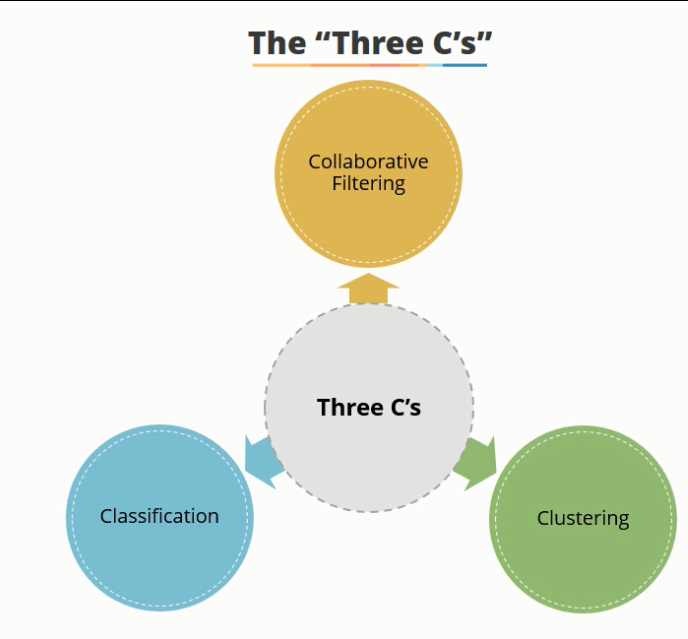 The “Three C’s”
Collaborative
Filtering
Three C’s
Classification
Clustering